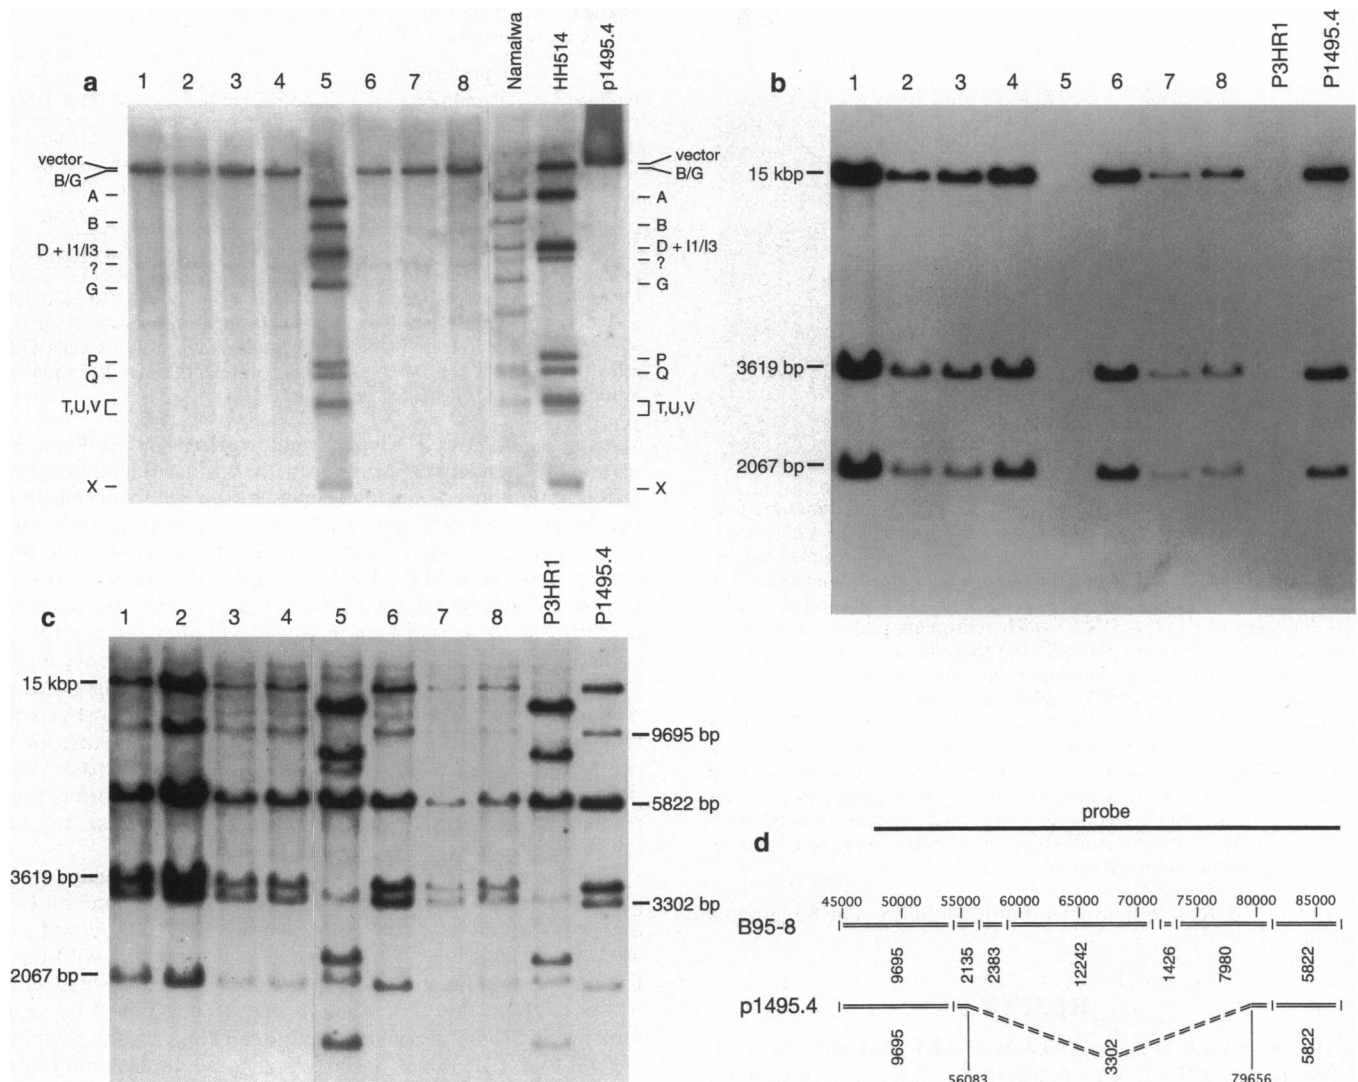 a
1 2 3 4 5 6 7 8 Namalwa HH514 p1495.4
vector
B/G
A
B
D + I1/I3
?
G
P
Q
T,U,V
X
vector
B/G
A
B
D + I1/I3
?
G
P
Q
T,U,V
X
b
1 2 3 4 5 6 7 8 P3HR1 P1495.4
15 kbp
3619 bp
2067 bp
c
1 2 3 4 5 6 7 8 P3HR1 P1495.4
15 kbp
3619 bp
2067 bp
9695 bp
5822 bp
3302 bp
d
probe
45000 50000 55000 60000 65000 70000 75000 80000 85000
B95-8
9695 2135 2383 12242 1426 7980 5822
p1495.4
9695 3302 5822
56083 79656